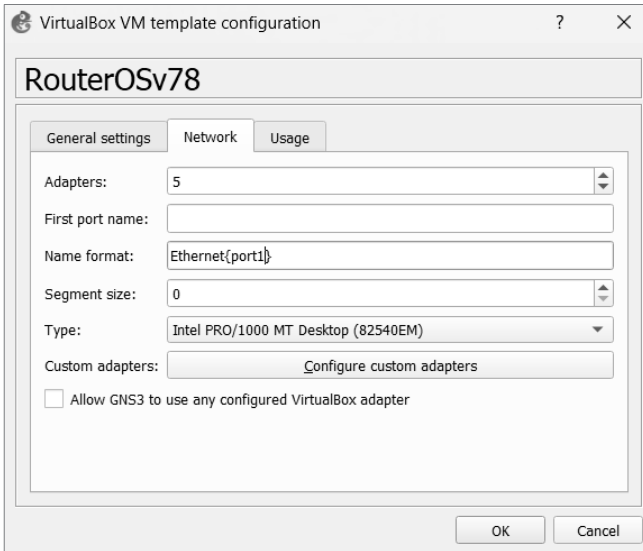 VirtualBox VM template configuration ? ×
RouterOSv78
General settings Network Usage
Adapters: 5
First port name:
Name format: Ethernet{port1}
Segment size: 0
Type: Intel PRO/1000 MT Desktop (82540EM)
Custom adapters: Configure custom adapters
Allow GNS3 to use any configured VirtualBox adapter
OK Cancel